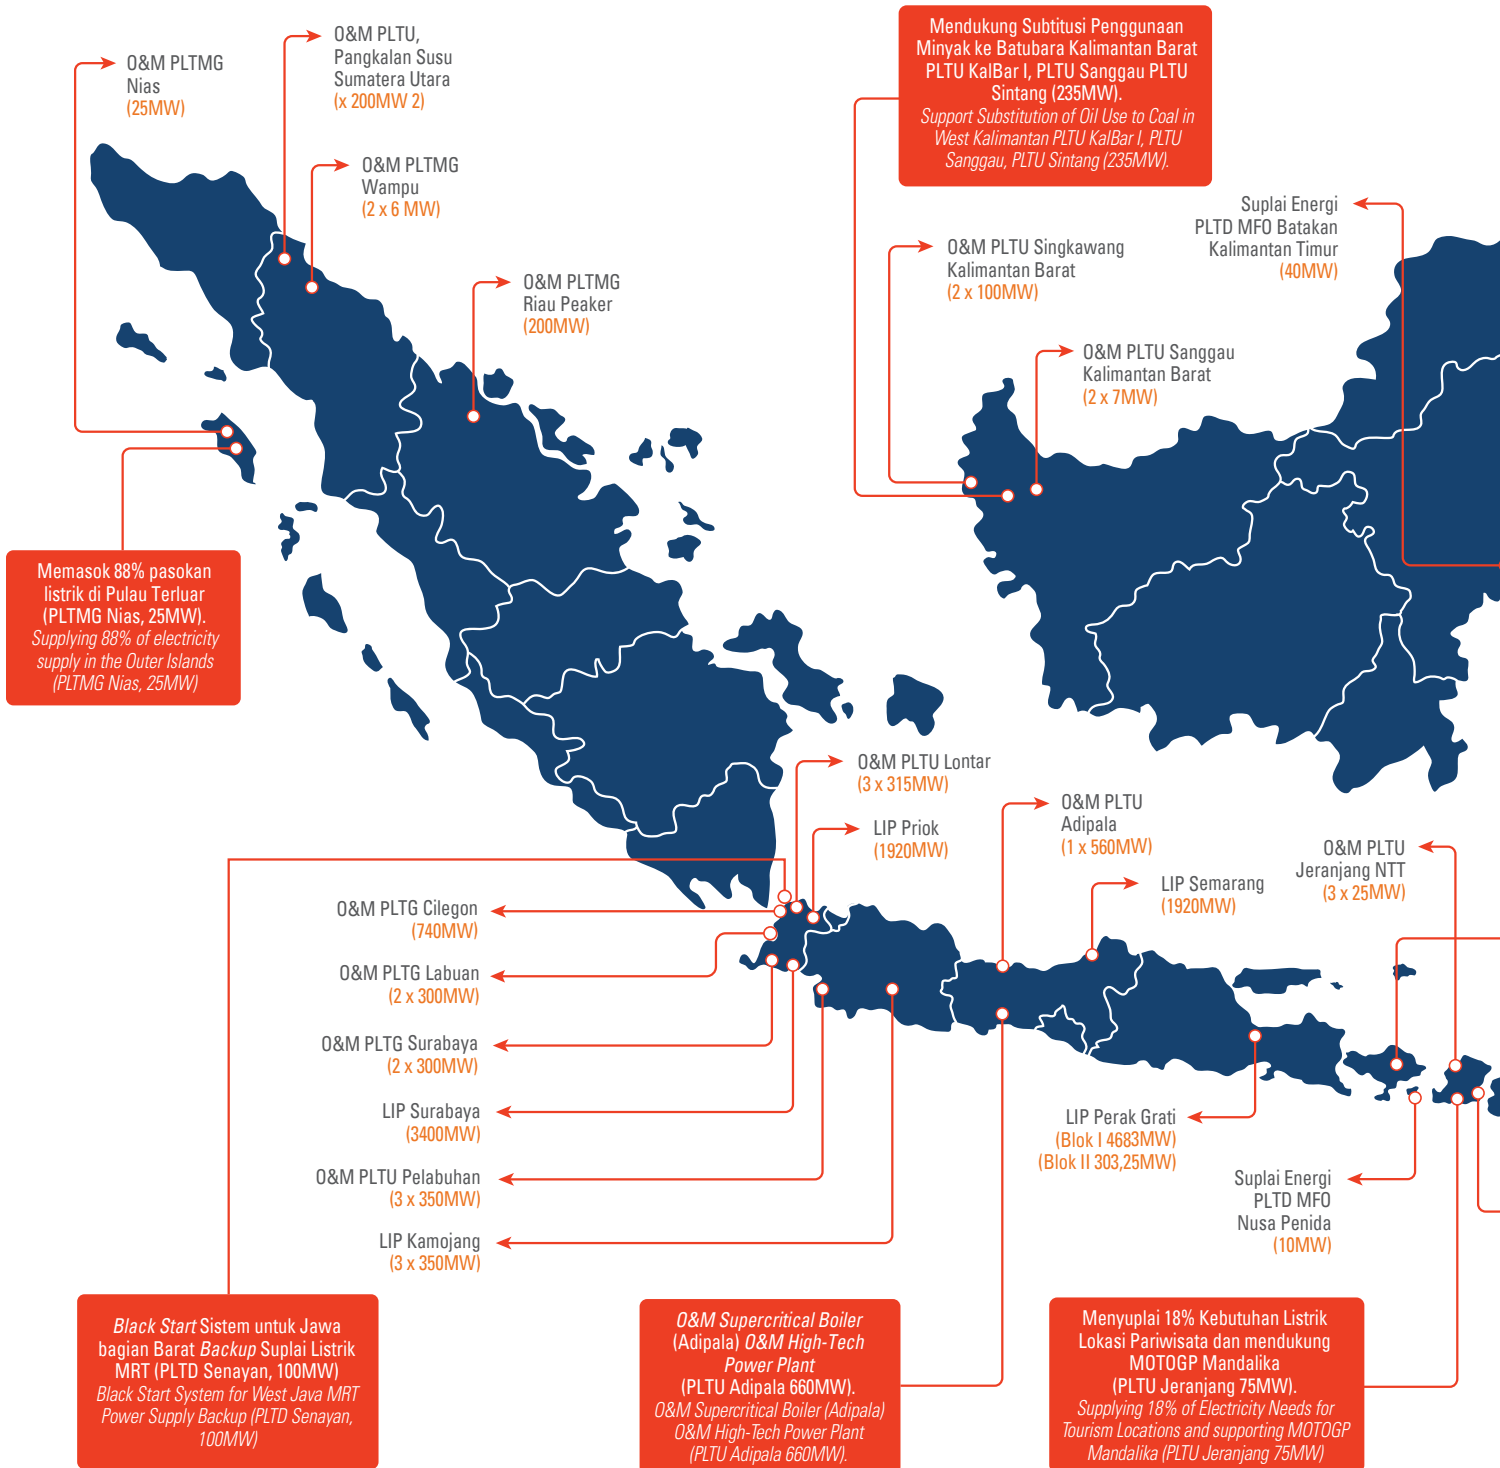 O&M PLTMG
Nias
(25MW)
O&M PLTU,
Pangkalan Susu
Sumatera Utara
(x 200MW 2)
O&M PLTMG
Wampu
(2 x 6 MW)
O&M PLTMG
Riau Peaker
(200MW)
Mendukung Subtitusi Penggunaan
Minyak ke Batubara Kalimantan Barat
PLTU KalBar I, PLTU Sanggau PLTU
Sintang (235MW).
Support Substitution of Oil Use to Coal in
West Kalimantan PLTU KalBar I, PLTU
Sanggau, PLTU Sintang (235MW).
Suplai Energi
PLTD MFO Batakan
Kalimantan Timur
(40MW)
O&M PLTU Singkawang
Kalimantan Barat
(2 x 100MW)
O&M PLTU Sanggau
Kalimantan Barat
(2 x 7MW)
Memasok 88% pasokan
listrik di Pulau Terluar
(PLTMG Nias, 25MW).
Supplying 88% of electricity
supply in the Outer Islands
(PLTMG Nias, 25MW)
O&M PLTU Lontar
(3 x 315MW)
LIP Priok
(1920MW)
O&M PLTU
Adipala
(1 x 560MW)
LIP Semarang
(1920MW)
O&M PLTU
Jeranjang NTT
(3 x 25MW)
O&M PLTG Cilegon
(740MW)
O&M PLTG Labuan
(2 x 300MW)
O&M PLTG Surabaya
(2 x 300MW)
LIP Surabaya
(3400MW)
O&M PLTU Pelabuhan
(3 x 350MW)
LIP Kamojang
(3 x 350MW)
LIP Perak Grati
(Blok I 4683MW)
(Blok II 303,25MW)
Suplai Energi
PLTD MFO
Nusa Penida
(10MW)
Black Start Sistem untuk Jawa
bagian Barat Backup Suplai Listrik
MRT (PLTD Senayan, 100MW)
Black Start System for West Java MRT
Power Supply Backup (PLTD Senayan,
100MW)
O&M Supercritical Boiler
(Adipala) O&M High-Tech
Power Plant
(PLTU Adipala 660MW).
O&M Supercritical Boiler (Adipala)
O&M High-Tech Power Plant
(PLTU Adipala 660MW).
Menyuplai 18% Kebutuhan Listrik
Lokasi Pariwisata dan mendukung
MOTOGP Mandalika
(PLTU Jeranjang 75MW).
Supplying 18% of Electricity Needs for
Tourism Locations and supporting MOTOGP
Mandalika (PLTU Jeranjang 75MW)